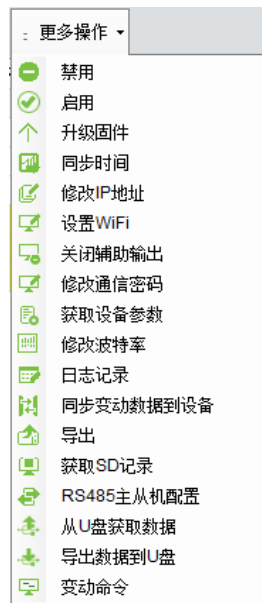 更多操作
禁用
启用
升级固件
同步时间
修改IP地址
设置WiFi
关闭辅助输出
修改通信密码
获取设备参数
修改波特率
日志记录
同步变动数据到设备
导出
获取SD记录
RS485主从机配置
从U盘获取数据
导出数据到U盘
变动命令